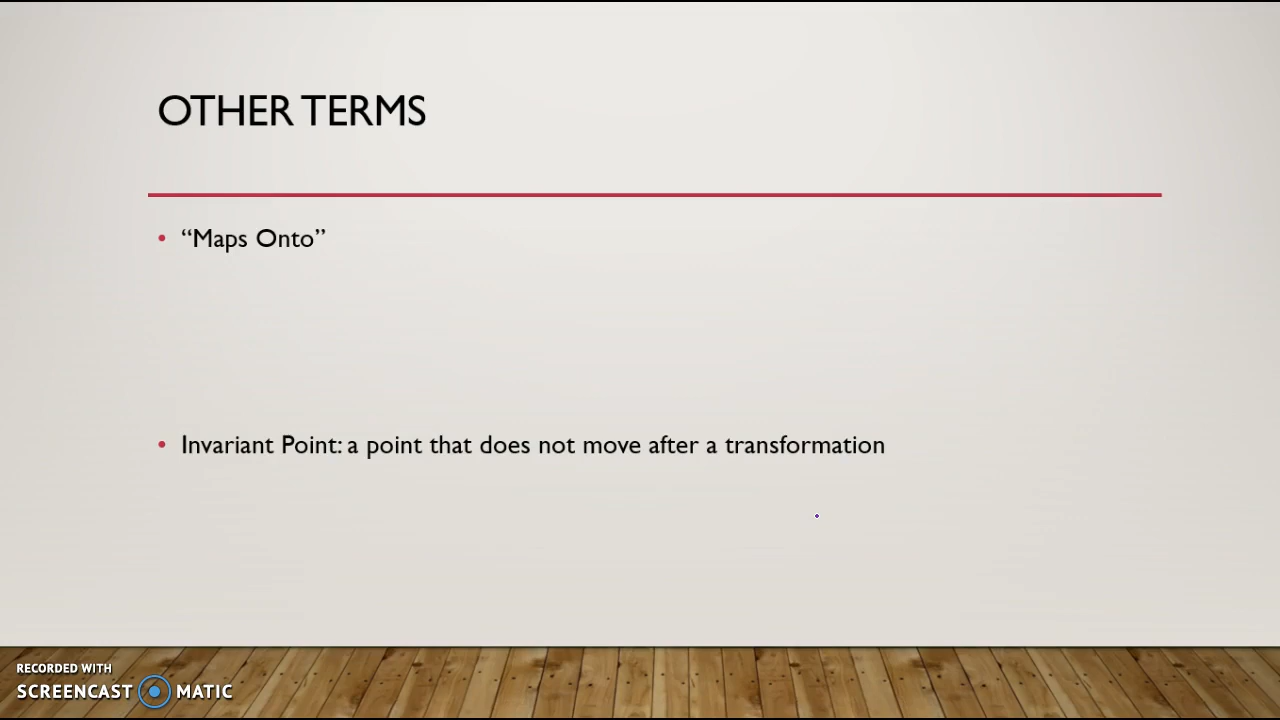 OTHER TERMS
• “Maps Onto”
• Invariant Point: a point that does not move after a transformation
RECORDED WITH
SCREENCAST MATIC